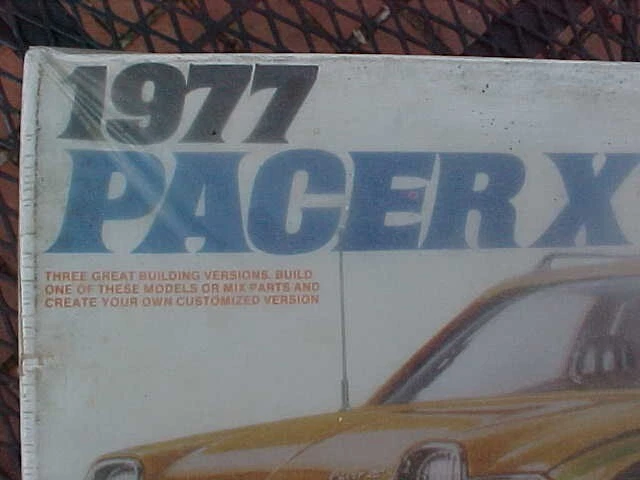 1977
PACER X
THREE GREAT BUILDING VERSIONS. BUILD
ONE OF THESE MODELS OR MIX PARTS AND
CREATE YOUR OWN CUSTOMIZED VERSION